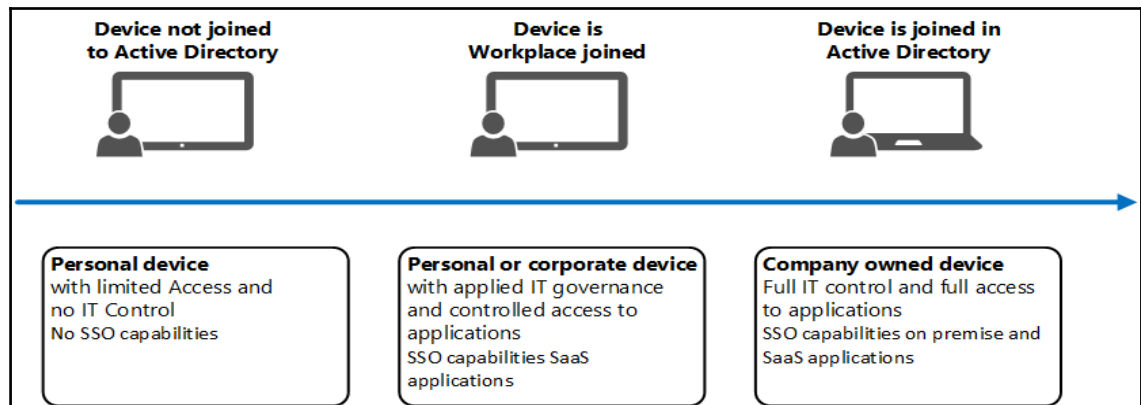 Device not joined
to Active Directory
Device is
Workplace joined
Device is joined in
Active Directory
Personal device
with limited Access and
no IT Control
No SSO capabilities
Personal or corporate device
with applied IT governance
and controlled access to
applications
SSO capabilities SaaS
applications
Company owned device
Full IT control and full access
to applications
SSO capabilities on premise and
SaaS applications